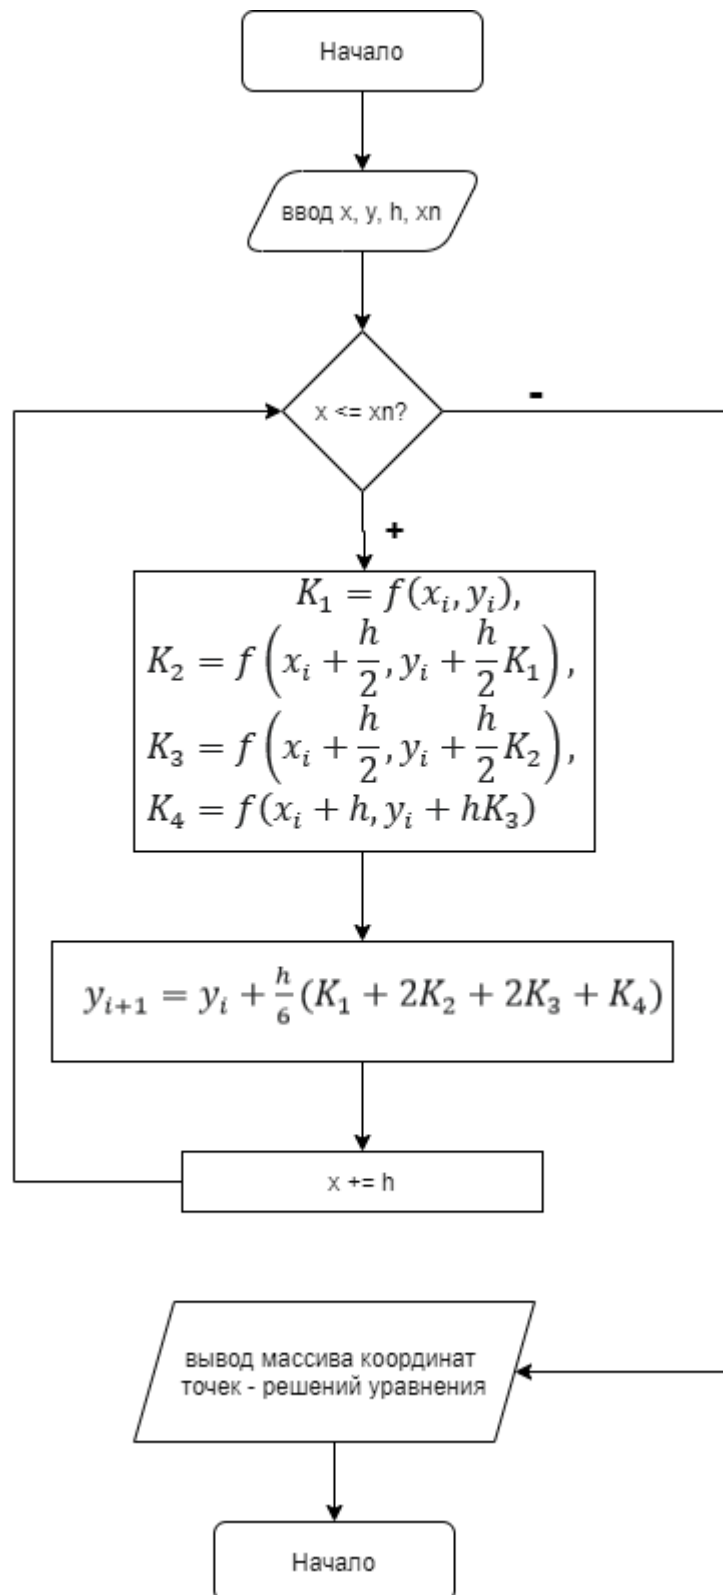 Начало
ввод x, y, h, xn
x <= xn?
-
+
K₁ = f(xᵢ, yᵢ),
K₂ = f(xᵢ + h/2, yᵢ + h/2 K₁),
K₃ = f(xᵢ + h/2, yᵢ + h/2 K₂),
K₄ = f(xᵢ + h, yᵢ + hK₃)
yᵢ₊₁ = yᵢ + h/6 (K₁ + 2K₂ + 2K₃ + K₄)
x += h
вывод массива координат
точек - решений уравнения
Начало